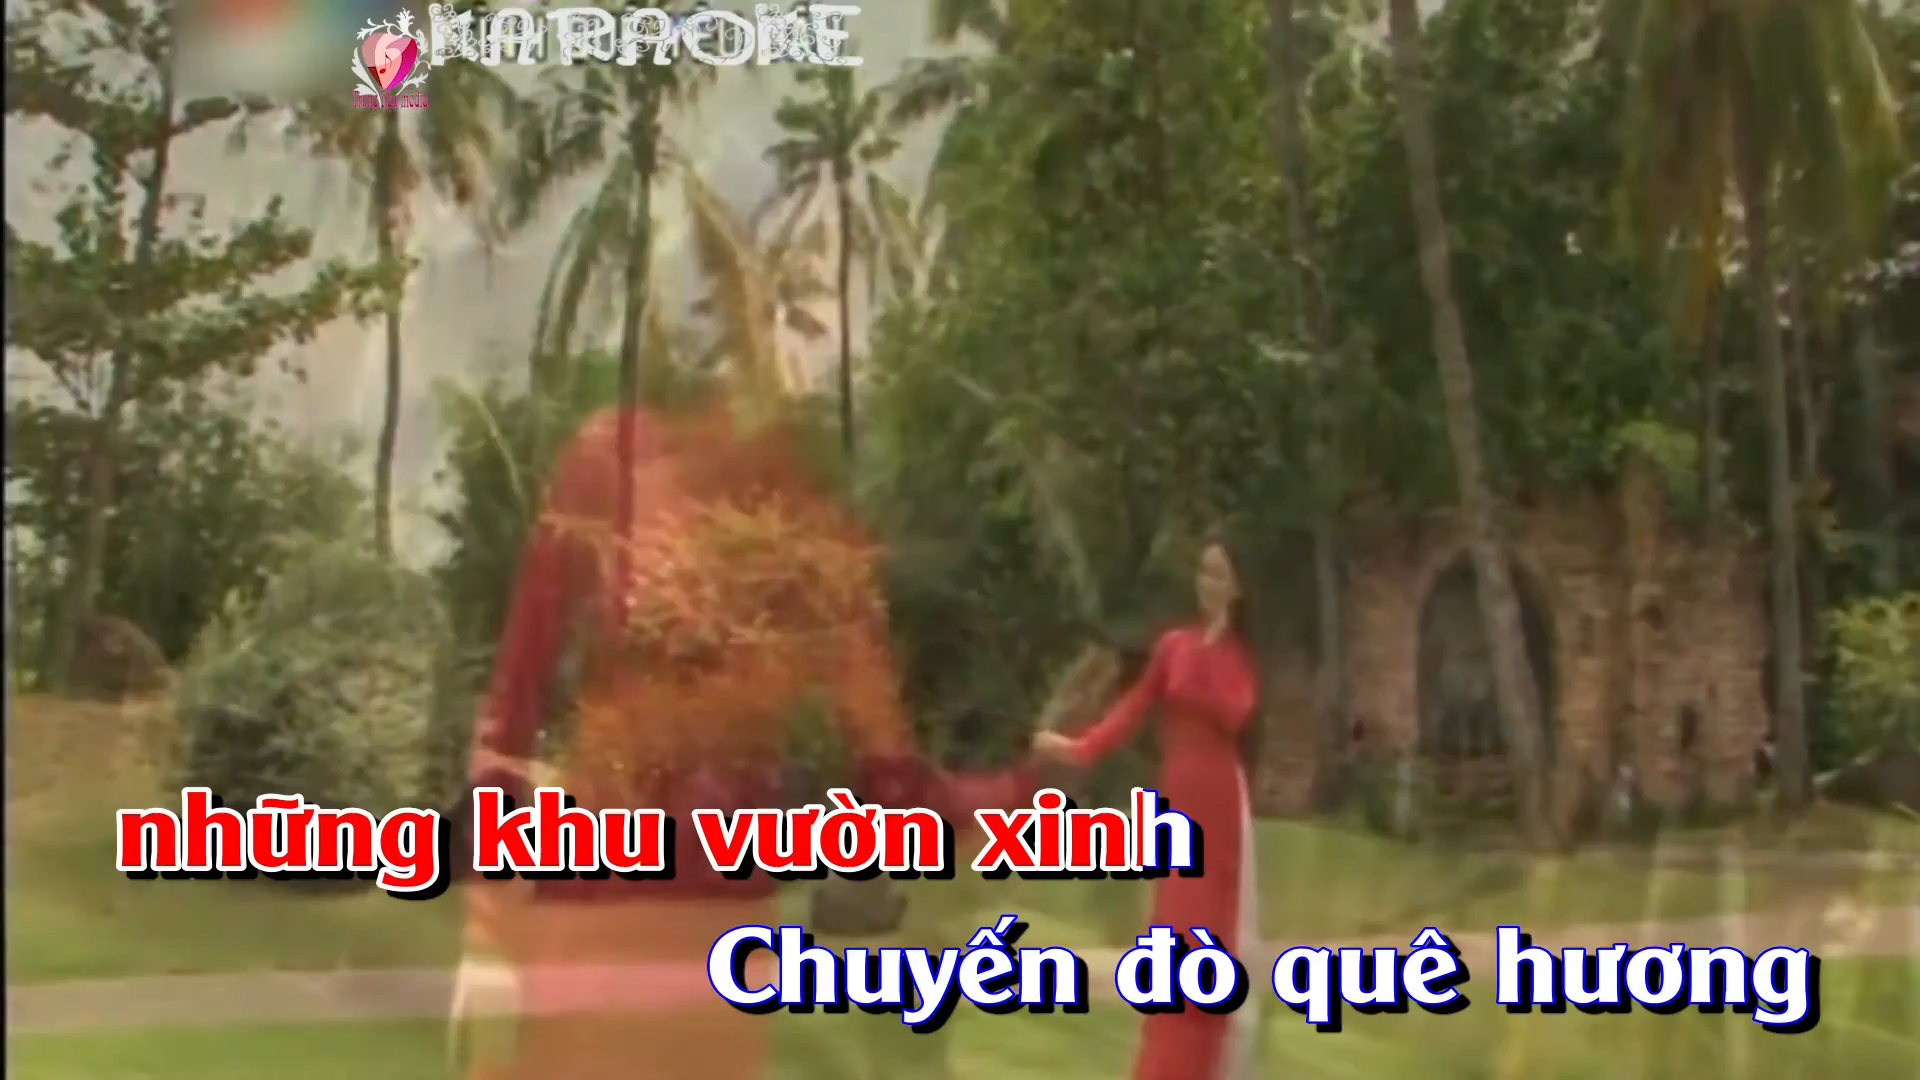 KARAOKE
những khu vườn xinh
Chuyến đò quê hương